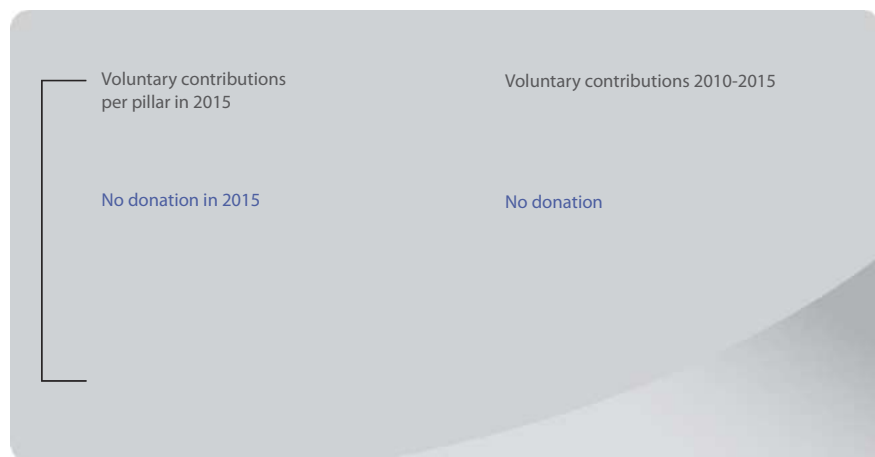 Voluntary contributions
per pillar in 2015
Voluntary contributions 2010-2015
No donation in 2015
No donation